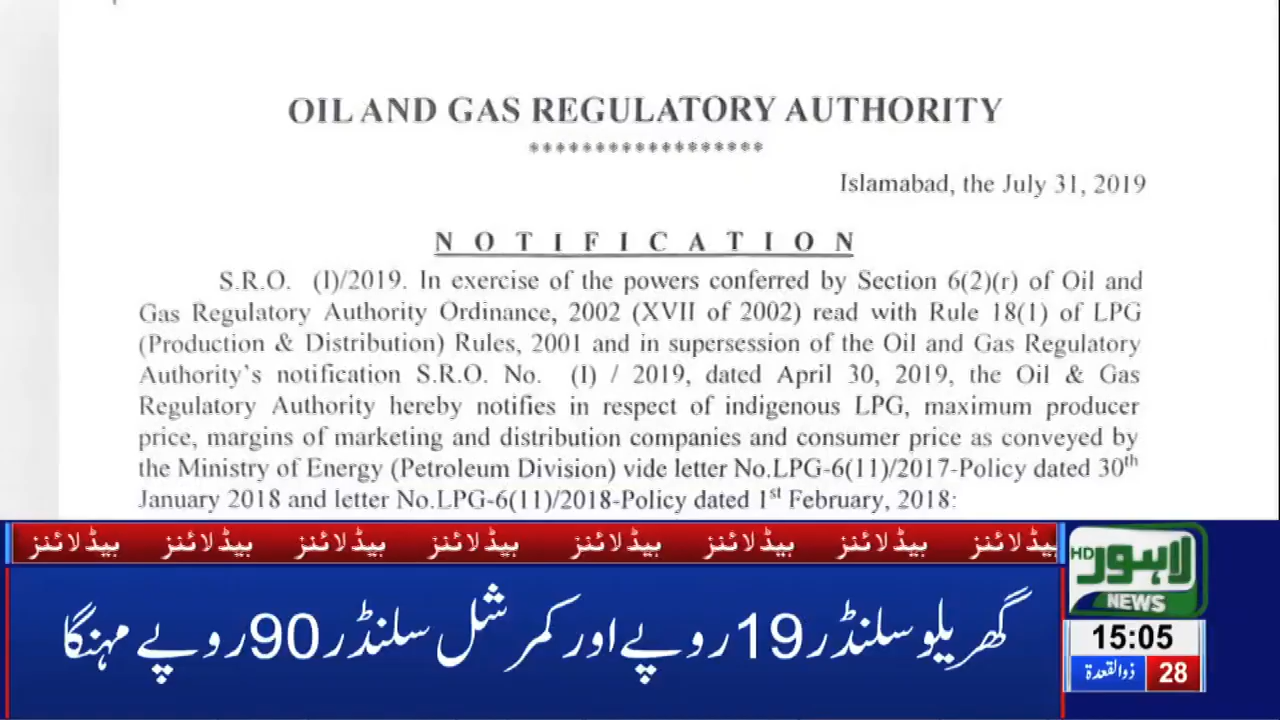 OIL AND GAS REGULATORY AUTHORITY
******************
Islamabad, the July 31, 2019
N O T I F I C A T I O N
S.R.O. (I)/2019. In exercise of the powers conferred by Section 6(2)(r) of Oil and
Gas Regulatory Authority Ordinance, 2002 (XVII of 2002) read with Rule 18(1) of LPG
(Production & Distribution) Rules, 2001 and in supersession of the Oil and Gas Regulatory
Authority's notification S.R.O. No. (I) / 2019, dated April 30, 2019, the Oil & Gas
Regulatory Authority hereby notifies in respect of indigenous LPG, maximum producer
price, margins of marketing and distribution companies and consumer price as conveyed by
the Ministry of Energy (Petroleum Division) vide letter No.LPG-6(11)/2017-Policy dated 30th
January 2018 and letter No.LPG-6(11)/2018-Policy dated 1st February, 2018:
ہیڈلائنز ہیڈلائنز ہیڈلائنز ہیڈلائنز ہیڈلائنز ہیڈلائنز ہیڈلائنز ہیڈلائنز
گھریلو سلنڈر 19 روپے اور کمرشل سلنڈر 90 روپے مہنگا
لاہور HD
NEWS
15:05
28 ذوالقعدة